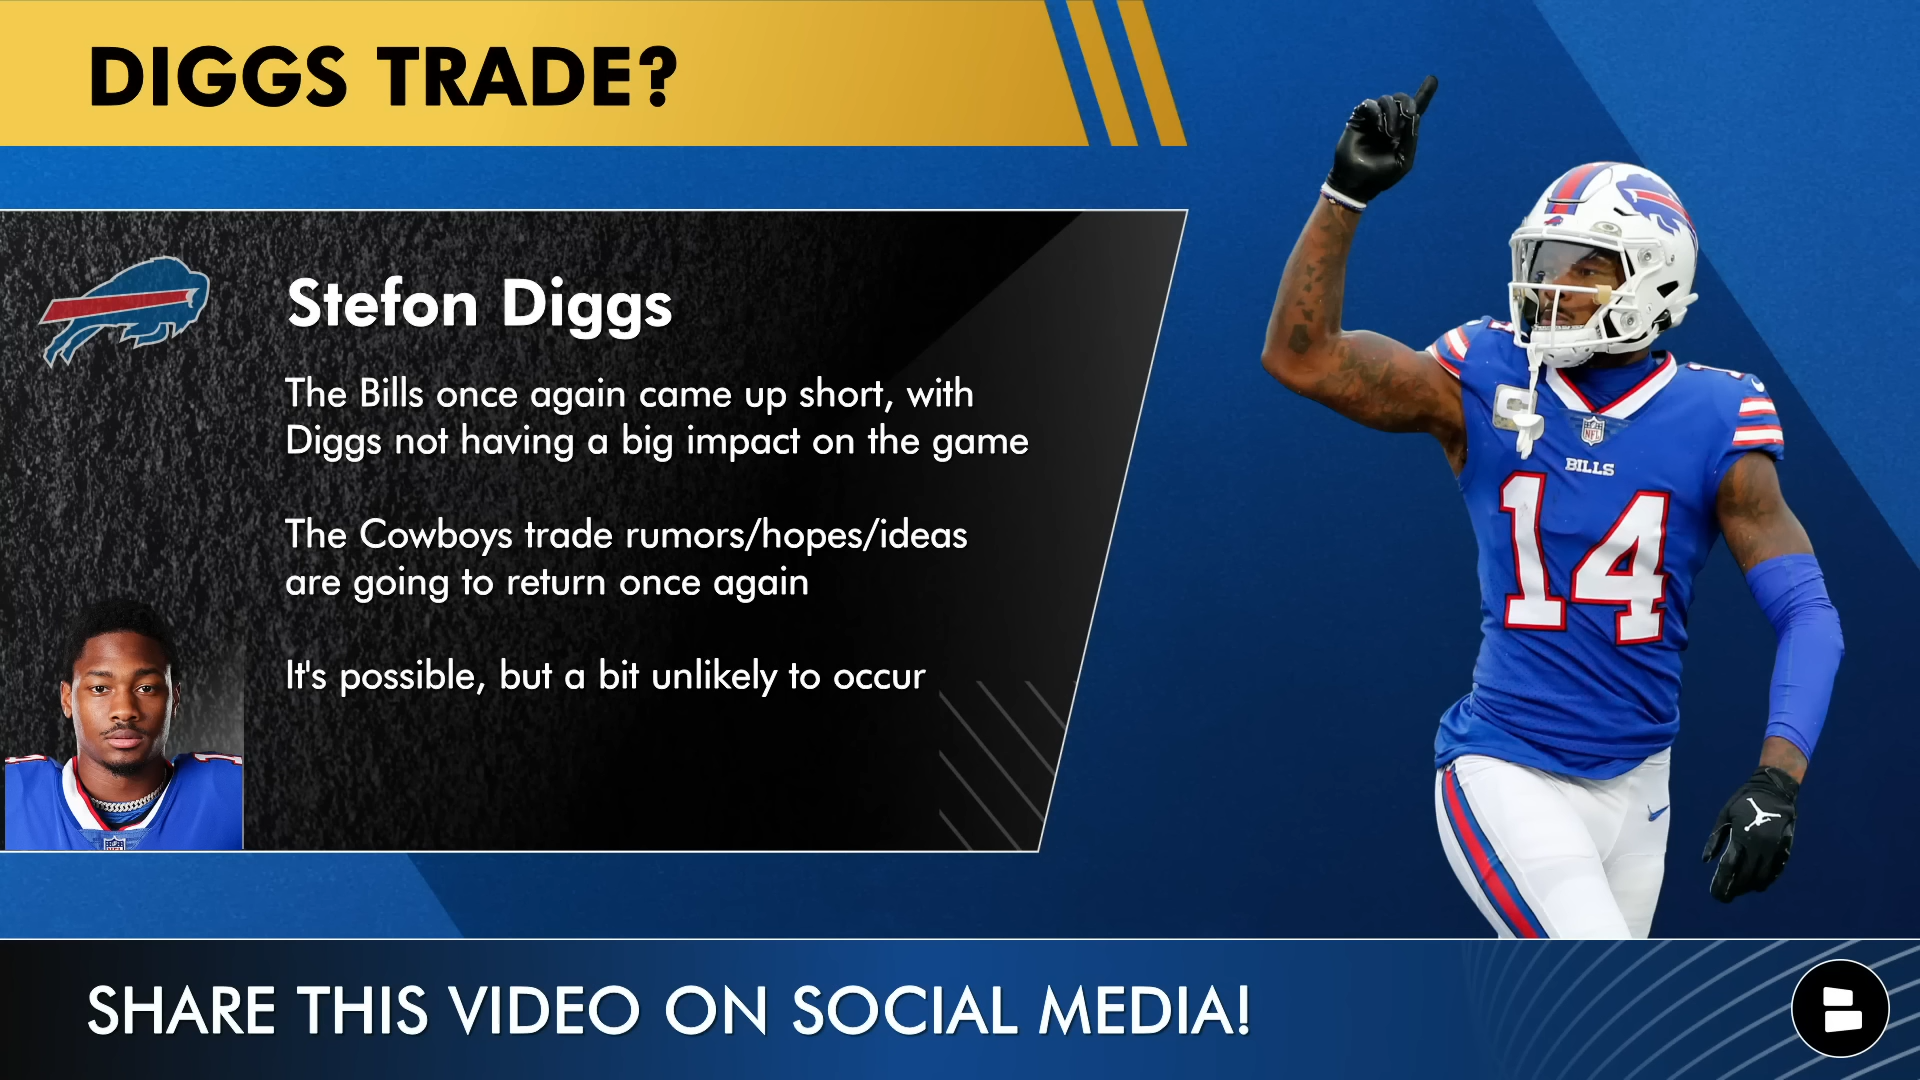 DIGGS TRADE?
Stefon Diggs
The Bills once again came up short, with
Diggs not having a big impact on the game
The Cowboys trade rumors/hopes/ideas
are going to return once again
It's possible, but a bit unlikely to occur
C
NFL
BILLS
14
SHARE THIS VIDEO ON SOCIAL MEDIA!